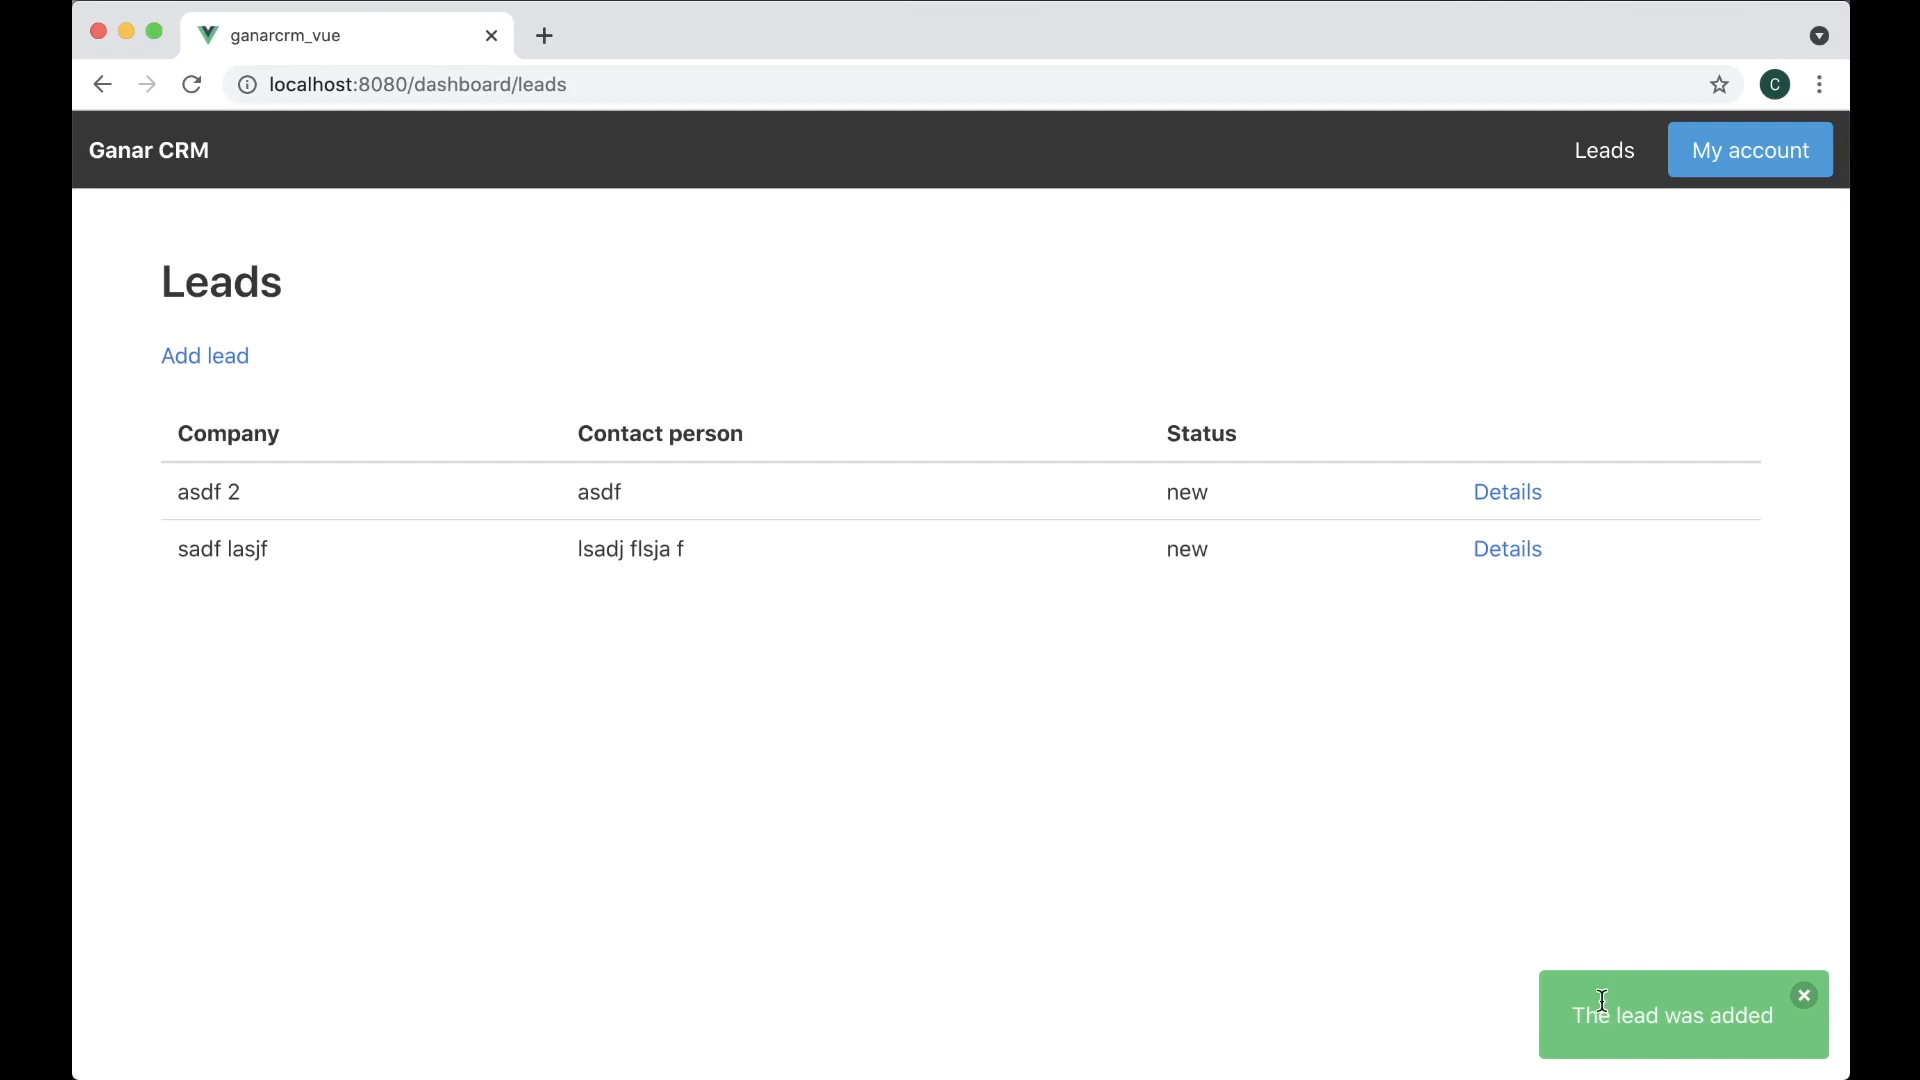 ganarcrm_vue
localhost:8080/dashboard/leads
C
Ganar CRM
Leads
My account
Leads
Add lead
Company Contact person Status
asdf 2 asdf new Details
sadf lasjf lsadj flsja f new Details
The lead was added